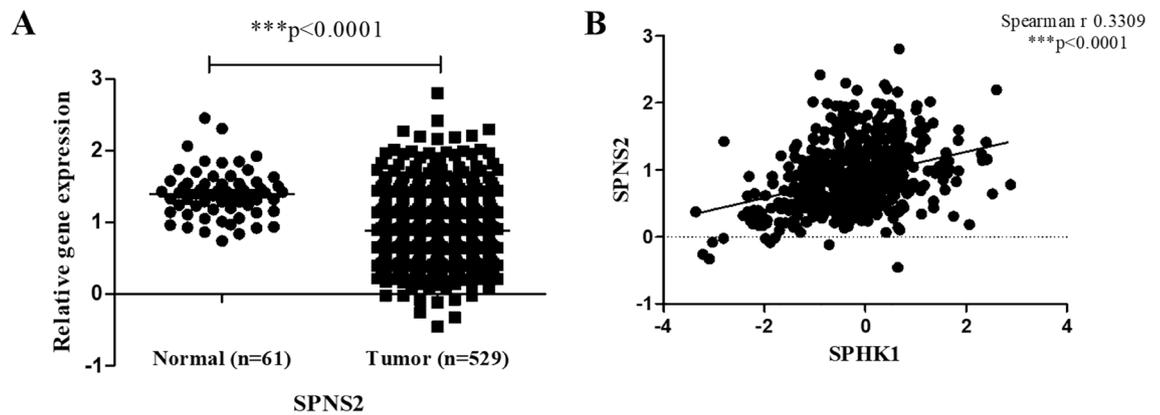 A
***p<0.0001
Relative gene expression
3
2
1
0
-1
Normal (n=61)
Tumor (n=529)
SPNS2
B
Spearman r 0.3309
***p<0.0001
SPNS2
3
2
1
0
-1
-4
-2
0
2
4
SPHK1